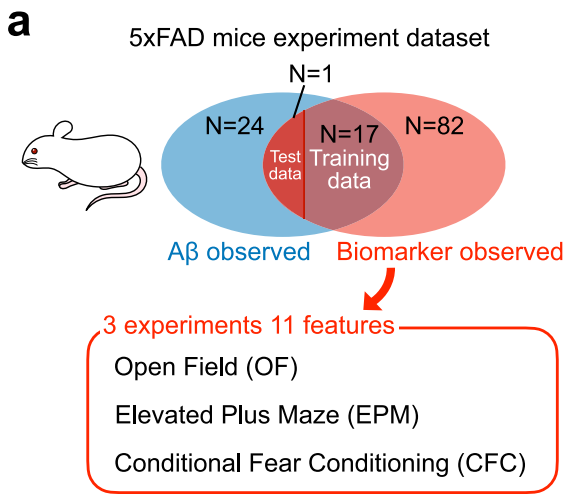 a
5xFAD mice experiment dataset
N=1
N=24
N=17
N=82
Test
data
Training
data
Aβ observed
Biomarker observed
3 experiments 11 features
Open Field (OF)
Elevated Plus Maze (EPM)
Conditional Fear Conditioning (CFC)